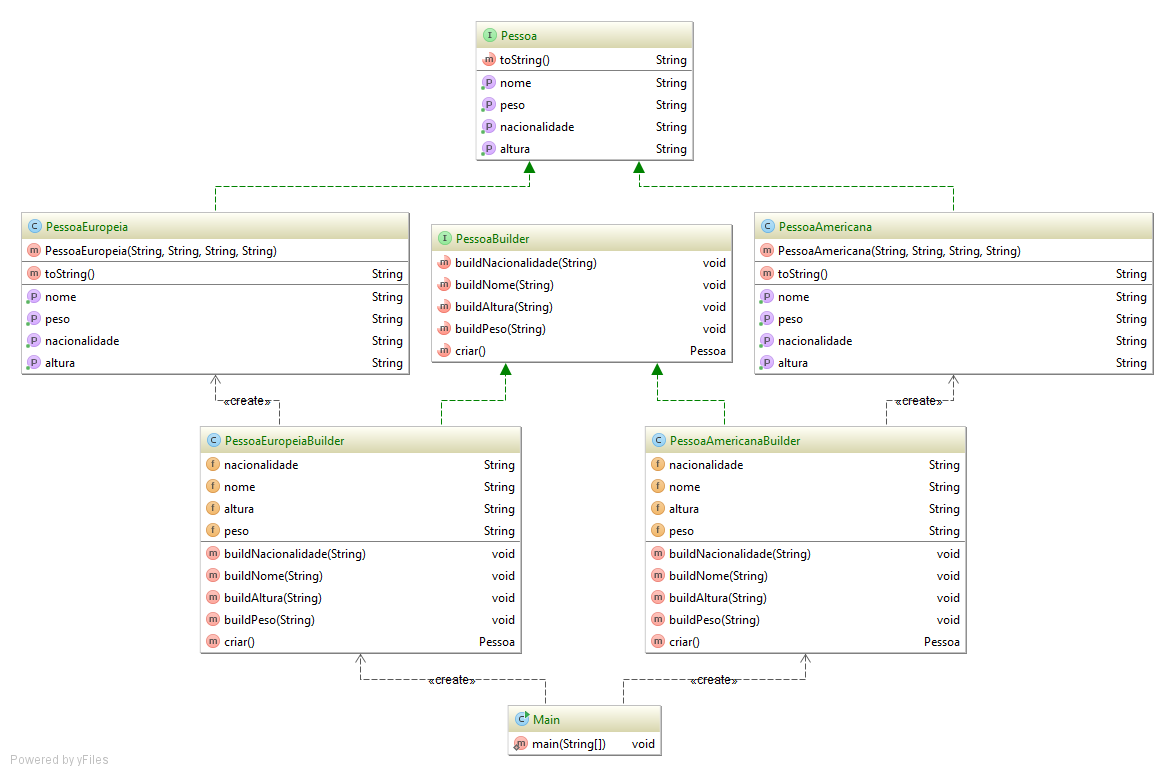 Pessoa
toString() String
nome String
peso String
nacionalidade String
altura String
PessoaEuropeia
PessoaEuropeia(String, String, String, String)
toString() String
nome String
peso String
nacionalidade String
altura String
PessoaBuilder
buildNacionalidade(String) void
buildNome(String) void
buildAltura(String) void
buildPeso(String) void
criar() Pessoa
PessoaAmericana
PessoaAmericana(String, String, String, String)
toString() String
nome String
peso String
nacionalidade String
altura String
«create»
«create»
PessoaEuropeiaBuilder
nacionalidade String
nome String
altura String
peso String
buildNacionalidade(String) void
buildNome(String) void
buildAltura(String) void
buildPeso(String) void
criar() Pessoa
PessoaAmericanaBuilder
nacionalidade String
nome String
altura String
peso String
buildNacionalidade(String) void
buildNome(String) void
buildAltura(String) void
buildPeso(String) void
criar() Pessoa
«create»
«create»
Main
main(String[]) void
Powered by yFiles